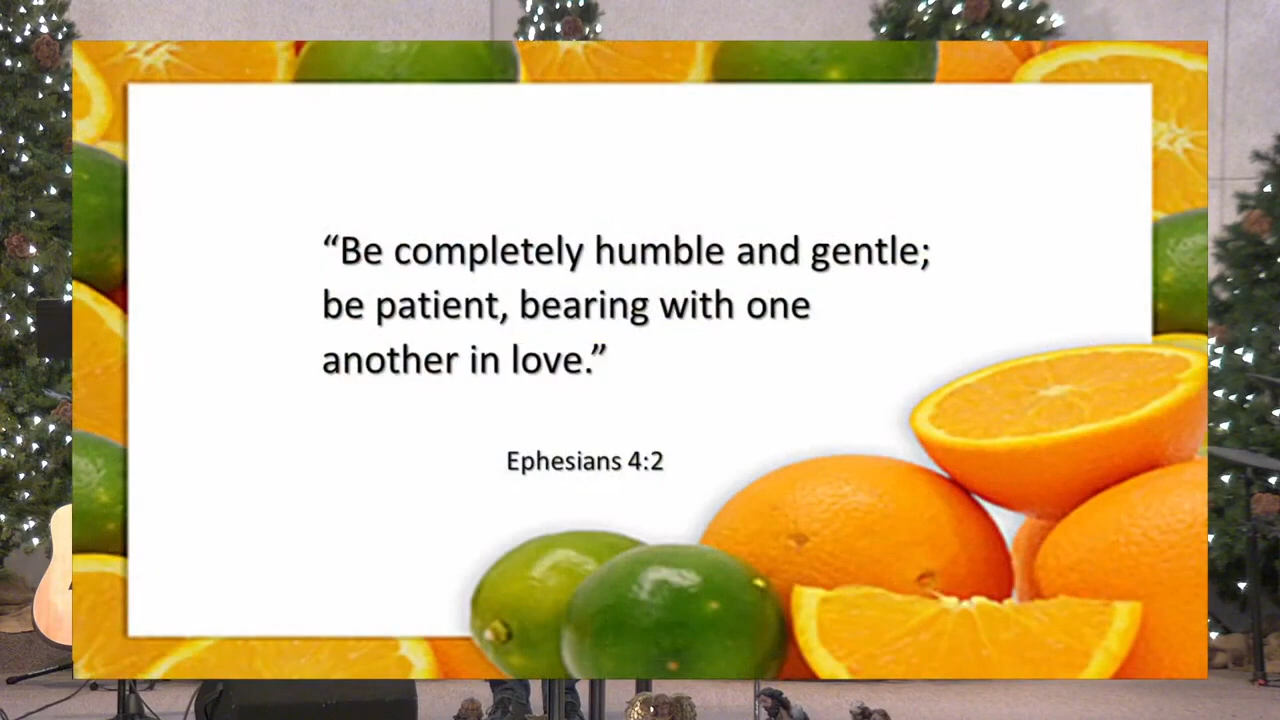 “Be completely humble and gentle;
be patient, bearing with one
another in love.”
Ephesians 4:2